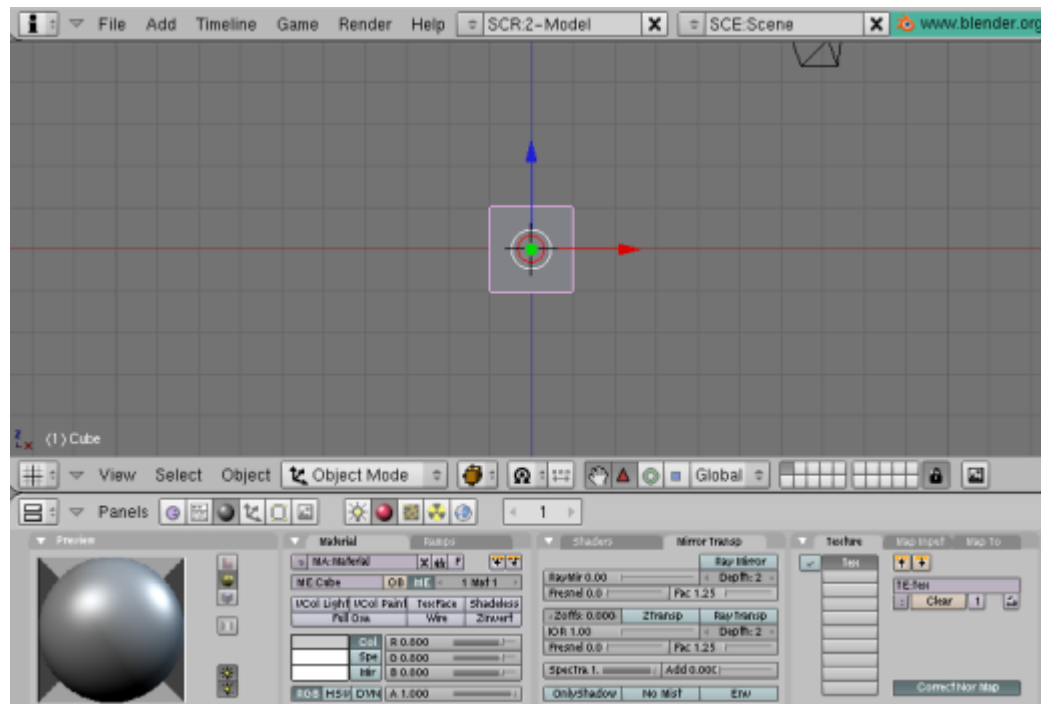 File Add Timeline Game Render Help SCR:2-Model X SCE:Scene X www.blender.org
(1) Cube
View Select Object Object Mode Global
Panels 1
Preview
Material Ramps
MA:Material X F
ME:Cube OB ME 1 Mat 1
VCol Light VCol Paint TexFace Shadeless
Full Osa Wire Zinvert
Col R 0.800
Spe G 0.800
Mir B 0.800
RGB HSV DYN A 1.000
Shaders Mirror Transp
Ray Mirror
RayMir 0.00 Depth: 2
Fresnel 0.0 Fac 1.25
Zoffs: 0.000 ZTransp Ray Transp
IOR 1.00 Depth: 2
Fresnel 0.0 Fac 1.25
SpecTra 1. Add 0.000
OnlyShadow No Mist Env
Texture Map Input Map To
Tex
TE:Tex
Clear 1
Correct Nor Map